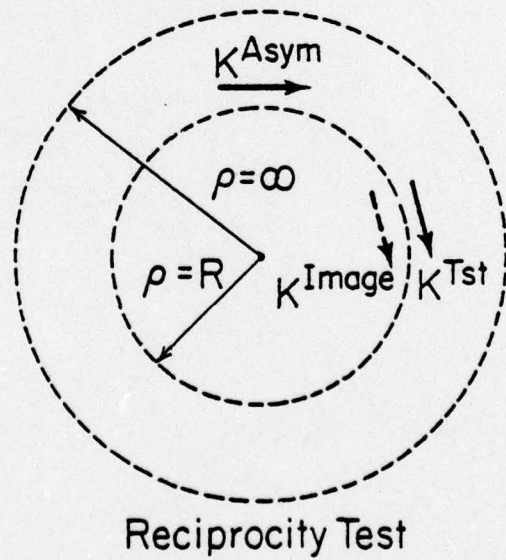 K^Asym
ρ=∞
ρ=R
K^Image K^Tst
Reciprocity Test